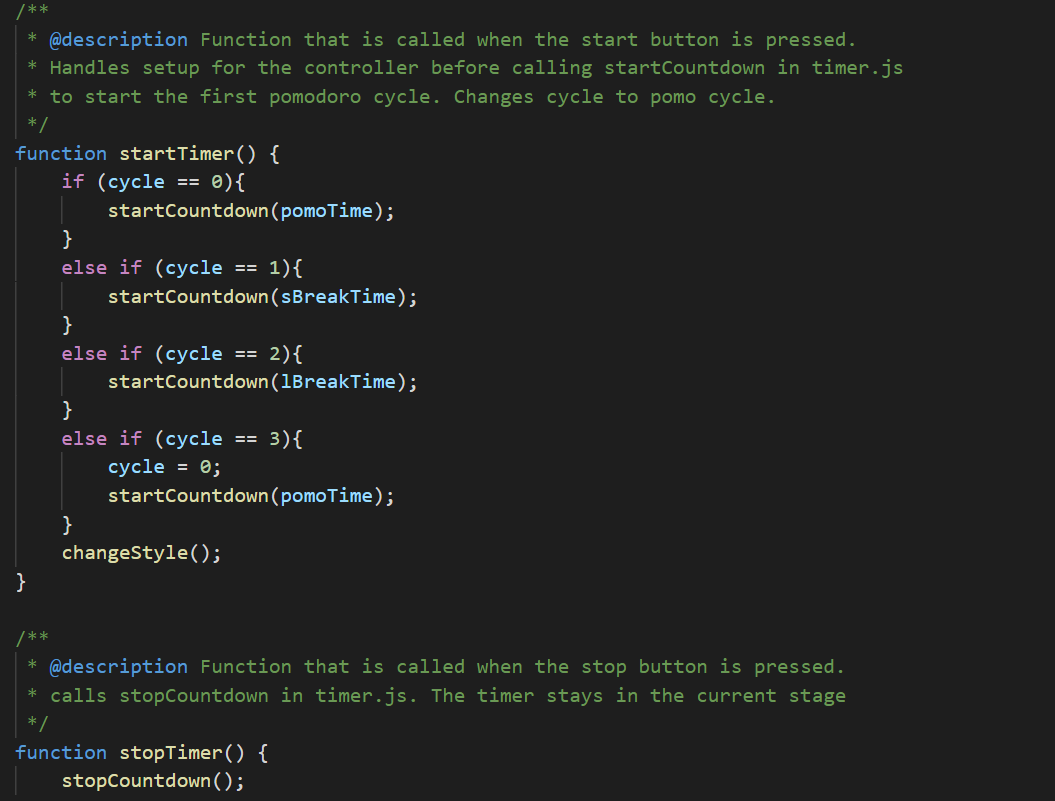 /**
 * @description Function that is called when the start button is pressed.
 * Handles setup for the controller before calling startCountdown in timer.js
 * to start the first pomodoro cycle. Changes cycle to pomo cycle.
 */
function startTimer() {
    if (cycle == 0){
        startCountdown(pomoTime);
    }
    else if (cycle == 1){
        startCountdown(sBreakTime);
    }
    else if (cycle == 2){
        startCountdown(lBreakTime);
    }
    else if (cycle == 3){
        cycle = 0;
        startCountdown(pomoTime);
    }
    changeStyle();
}

/**
 * @description Function that is called when the stop button is pressed.
 * calls stopCountdown in timer.js. The timer stays in the current stage
 */
function stopTimer() {
    stopCountdown();